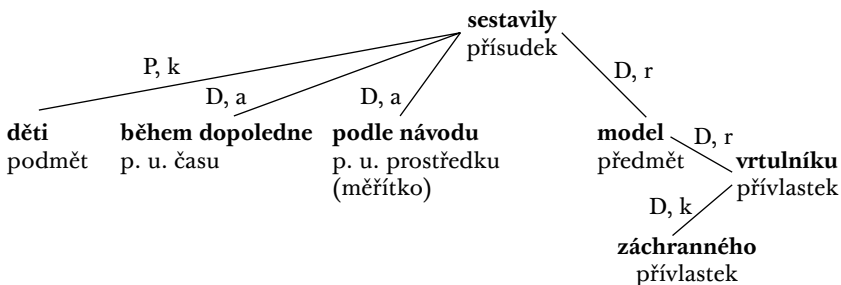 sestavily
přísudek
P, k
D, a
D, a
D, r
děti
podmět
během dopoledne
p. u. času
podle návodu
p. u. prostředku
(měřítko)
model
předmět
D, r
vrtulníku
přívlastek
D, k
záchranného
přívlastek